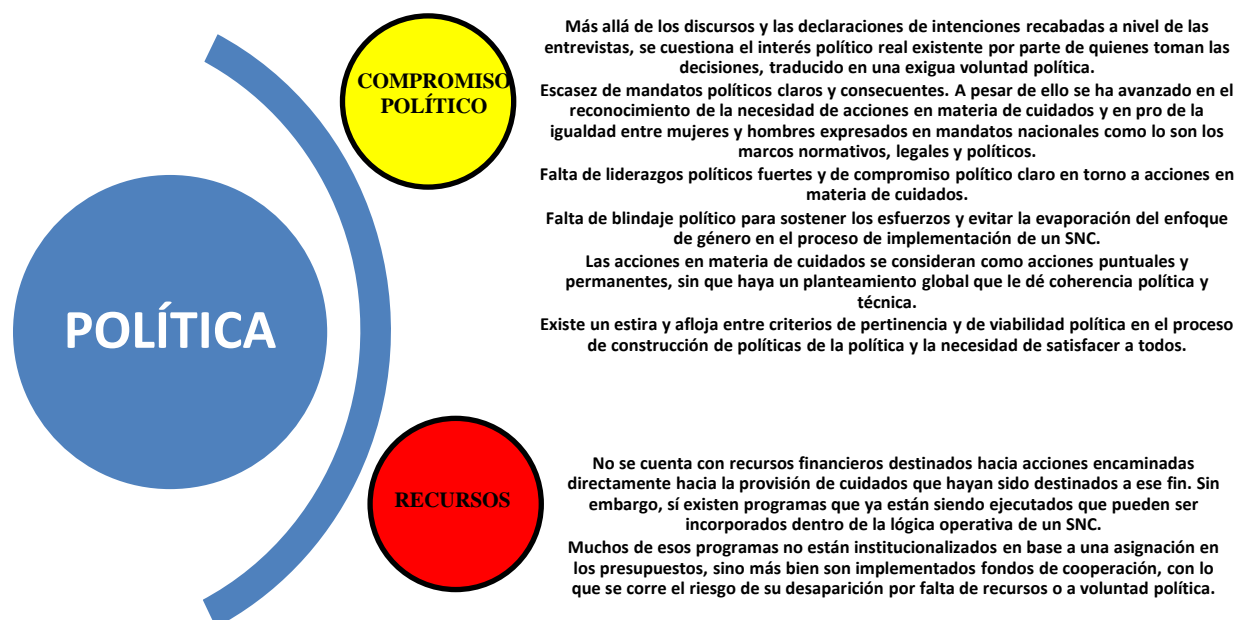 POLÍTICA
COMPROMISO
POLÍTICO
Más allá de los discursos y las declaraciones de intenciones recabadas a nivel de las
entrevistas, se cuestiona el interés político real existente por parte de quienes toman las
decisiones, traducido en una exigua voluntad política.
Escasez de mandatos políticos claros y consecuentes. A pesar de ello se ha avanzado en el
reconocimiento de la necesidad de acciones en materia de cuidados y en pro de la
igualdad entre mujeres y hombres expresados en mandatos nacionales como lo son los
marcos normativos, legales y políticos.
Falta de liderazgos políticos fuertes y de compromiso político claro en torno a acciones en
materia de cuidados.
Falta de blindaje político para sostener los esfuerzos y evitar la evaporación del enfoque
de género en el proceso de implementación de un SNC.
Las acciones en materia de cuidados se consideran como acciones puntuales y
permanentes, sin que haya un planteamiento global que le dé coherencia política y
técnica.
Existe un estira y afloja entre criterios de pertinencia y de viabilidad política en el proceso
de construcción de políticas de la política y la necesidad de satisfacer a todos.
RECURSOS
No se cuenta con recursos financieros destinados hacia acciones encaminadas
directamente hacia la provisión de cuidados que hayan sido destinados a ese fin. Sin
embargo, sí existen programas que ya están siendo ejecutados que pueden ser
incorporados dentro de la lógica operativa de un SNC.
Muchos de esos programas no están institucionalizados en base a una asignación en
los presupuestos, sino más bien son implementados fondos de cooperación, con lo
que se corre el riesgo de su desaparición por falta de recursos o a voluntad política.